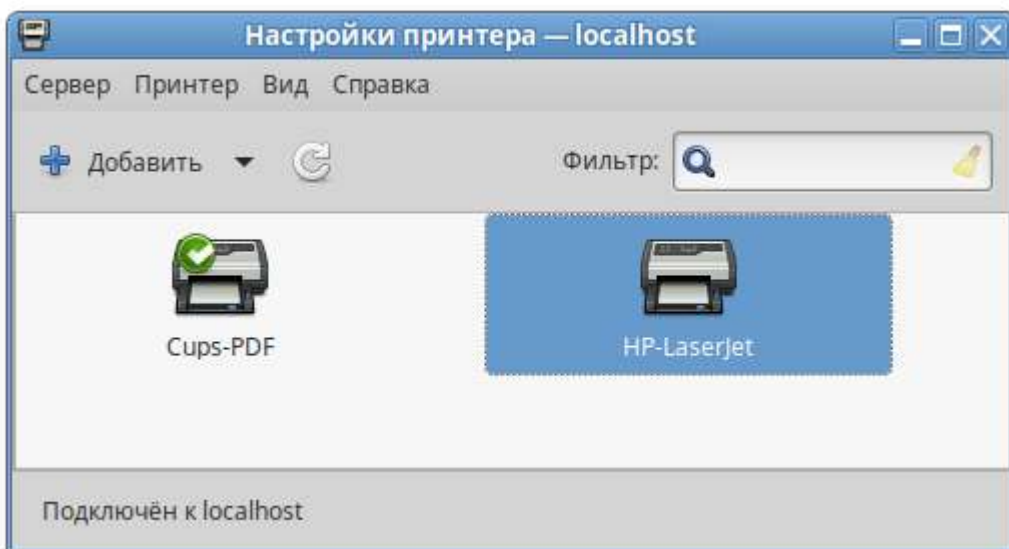 Настройки принтера — localhost
Сервер Принтер Вид Справка
Добавить Фильтр:
Cups-PDF HP-LaserJet
Подключён к localhost